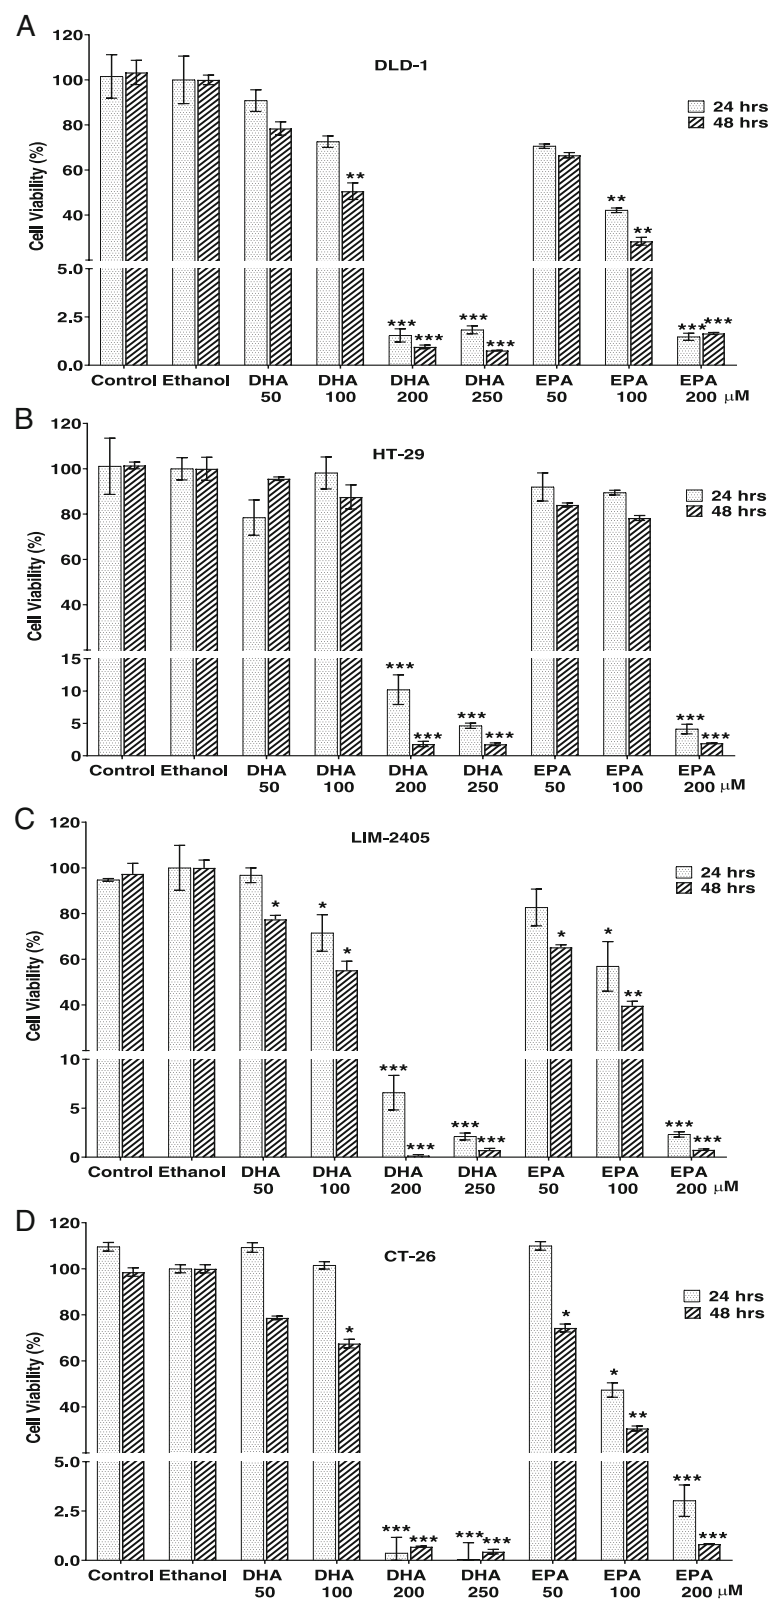 A
DLD-1
Cell Viability (%)
120
100
80
60
40
5.0
2.5
0.0
24 hrs
48 hrs
**
***
***
***
***
**
**
***
***
Control Ethanol DHA DHA DHA DHA EPA EPA EPA
50 100 200 250 50 100 200 µM
B
HT-29
Cell Viability (%)
120
100
80
60
40
15
10
5
0
24 hrs
48 hrs
***
***
***
***
***
***
Control Ethanol DHA DHA DHA DHA EPA EPA EPA
50 100 200 250 50 100 200 µM
C
LIM-2405
Cell Viability (%)
120
100
80
60
40
10
5
0
24 hrs
48 hrs
*
*
*
***
***
***
***
*
*
**
***
***
Control Ethanol DHA DHA DHA DHA EPA EPA EPA
50 100 200 250 50 100 200 µM
D
CT-26
Cell Viability (%)
120
100
80
60
40
5.0
2.5
0.0
24 hrs
48 hrs
*
***
***
***
***
*
*
**
***
***
Control Ethanol DHA DHA DHA DHA EPA EPA EPA
50 100 200 250 50 100 200 µM